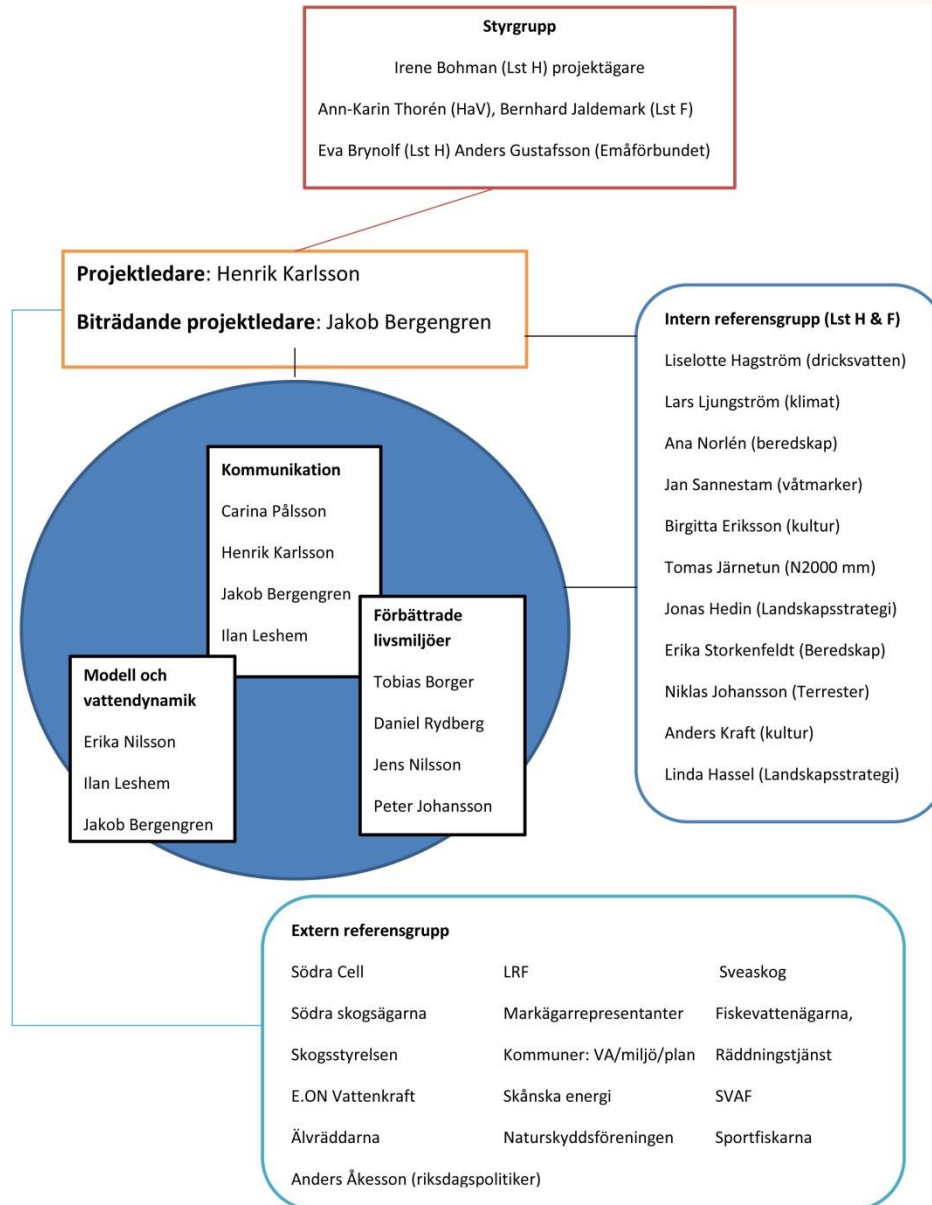 Styrgrupp
Irene Bohman (Lst H) projektägare
Ann-Karin Thorén (HaV), Bernhard Jaldemark (Lst F)
Eva Brynolf (Lst H) Anders Gustafsson (Emåförbundet)
Projektledare: Henrik Karlsson
Biträdande projektledare: Jakob Bergengren
Intern referensgrupp (Lst H & F)
Liselotte Hagström (dricksvatten)
Lars Ljungström (klimat)
Ana Norlén (beredskap)
Jan Sannestam (våtmarker)
Birgitta Eriksson (kultur)
Tomas Järnetun (N2000 mm)
Jonas Hedin (Landskapsstrategi)
Erika Storkenfeldt (Beredskap)
Niklas Johansson (Terrester)
Anders Kraft (kultur)
Linda Hassel (Landskapsstrategi)
Kommunikation
Carina Pålsson
Henrik Karlsson
Jakob Bergengren
Ilan Leshem
Förbättrade
livsmiljöer
Tobias Borger
Daniel Rydberg
Jens Nilsson
Peter Johansson
Modell och
vattendynamik
Erika Nilsson
Ilan Leshem
Jakob Bergengren
Extern referensgrupp
Södra Cell LRF Sveaskog
Södra skogsägarna Markägarrepresentanter Fiskevattenägarna,
Skogsstyrelsen Kommuner: VA/miljö/plan Räddningstjänst
E.ON Vattenkraft Skånska energi SVAF
Älvräddarna Naturskyddsföreningen Sportfiskarna
Anders Åkesson (riksdagspolitiker)